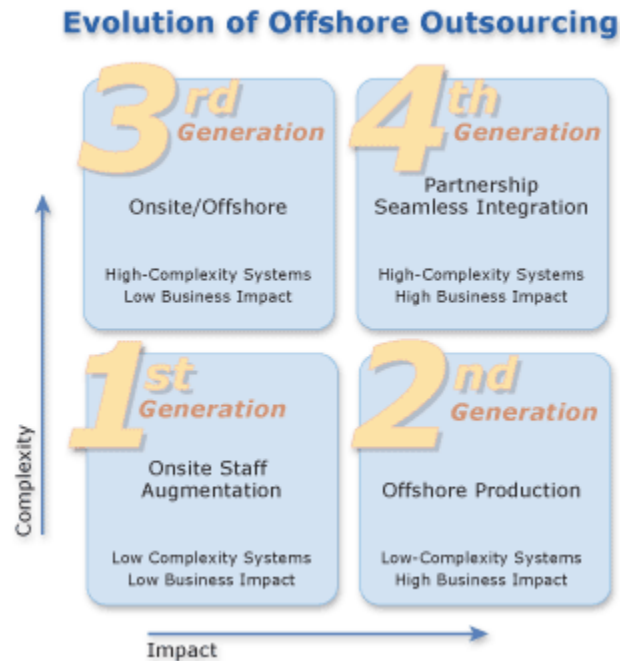 Evolution of Offshore Outsourcing
3rd
Generation
Onsite/Offshore
High-Complexity Systems
Low Business Impact
4th
Generation
Partnership
Seamless Integration
High-Complexity Systems
High Business Impact
1st
Generation
Onsite Staff
Augmentation
Low Complexity Systems
Low Business Impact
2nd
Generation
Offshore Production
Low-Complexity Systems
High Business Impact
Complexity
Impact